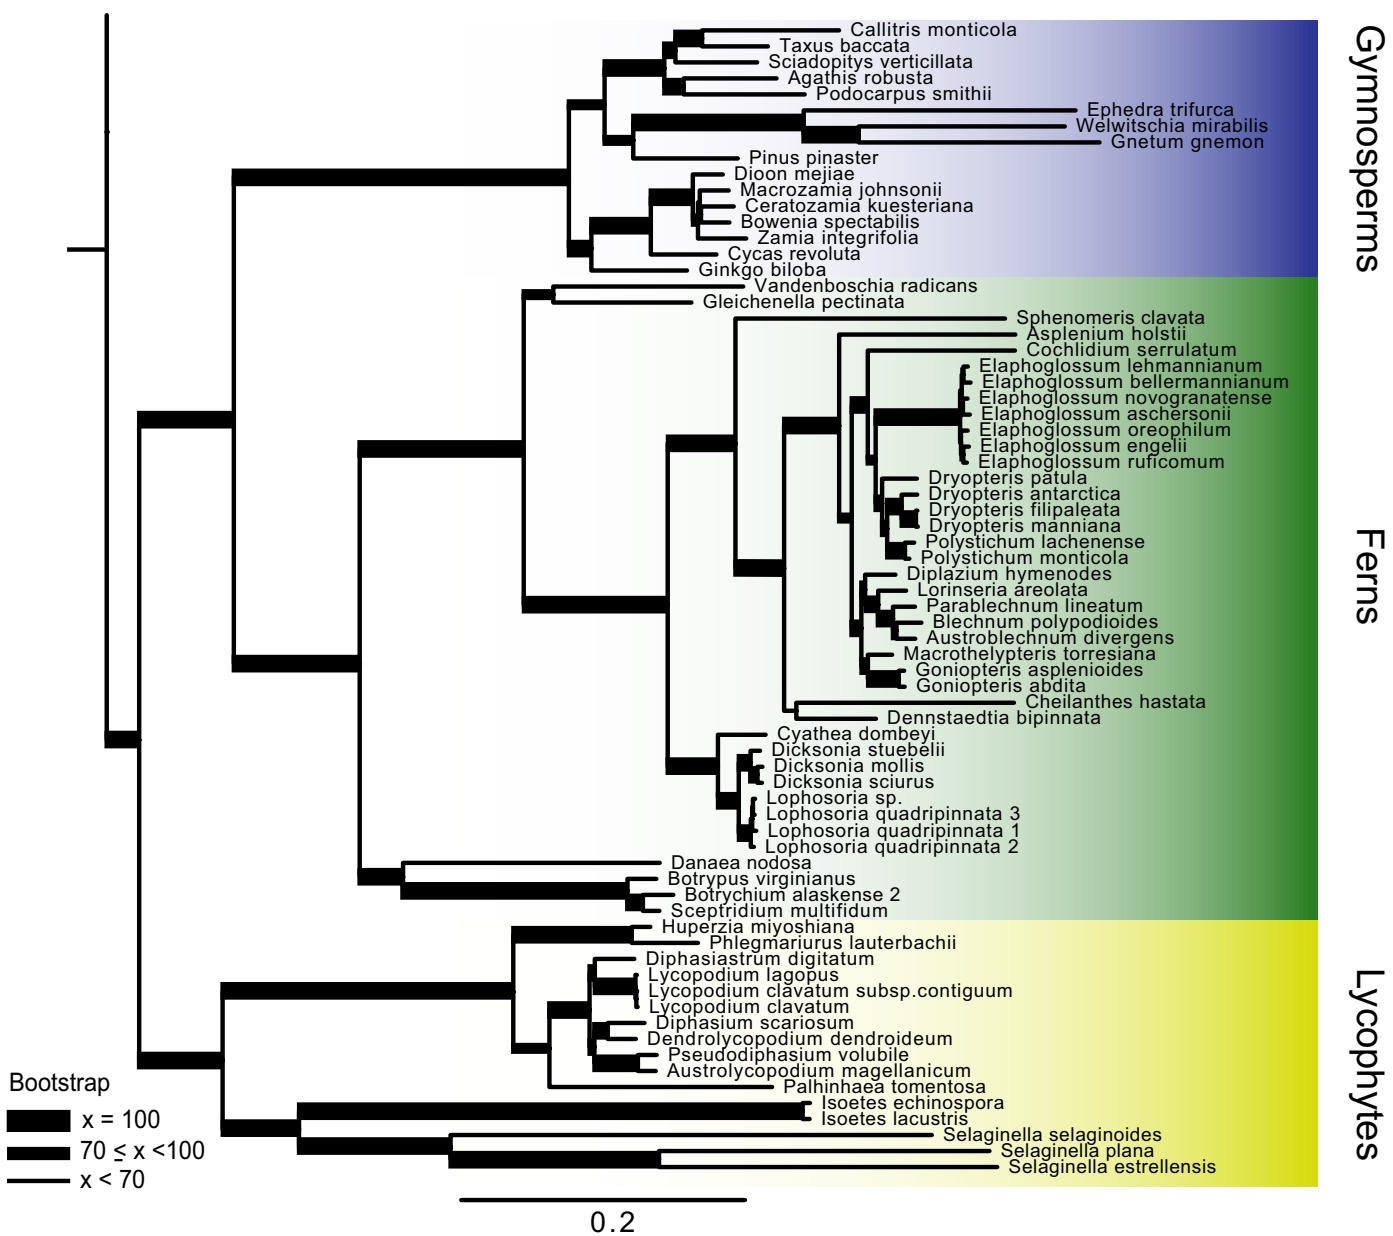 Gymnosperms
Callitris monticola
Taxus baccata
Sciadopitys verticillata
Agathis robusta
Podocarpus smithii
Ephedra trifurca
Welwitschia mirabilis
Gnetum gnemon
Pinus pinaster
Dioon mejiae
Macrozamia johnsonii
Ceratozamia kuesteriana
Bowenia spectabilis
Zamia integrifolia
Cycas revoluta
Ginkgo biloba
Ferns
Vandenboschia radicans
Gleichenella pectinata
Sphenomeris clavata
Asplenium holstii
Cochlidium serrulatum
Elaphoglossum lehmannianum
Elaphoglossum bellermannianum
Elaphoglossum novogranatense
Elaphoglossum aschersonii
Elaphoglossum oreophilum
Elaphoglossum engelii
Elaphoglossum ruficomum
Dryopteris patula
Dryopteris antarctica
Dryopteris filipaleata
Dryopteris manniana
Polystichum lachenense
Polystichum monticola
Diplazium hymenodes
Lorinseria areolata
Parablechnum lineatum
Blechnum polypodioides
Austroblechnum divergens
Macrothelypteris torresiana
Goniopteris asplenioides
Goniopteris abdita
Cheilanthes hastata
Dennstaedtia bipinnata
Cyathea dombeyi
Dicksonia stuebelii
Dicksonia mollis
Dicksonia sciurus
Lophosoria sp.
Lophosoria quadripinnata 3
Lophosoria quadripinnata 1
Lophosoria quadripinnata 2
Danaea nodosa
Botrypus virginianus
Botrychium alaskense 2
Sceptridium multifidum
Lycophytes
Huperzia miyoshiana
Phlegmariurus lauterbachii
Diphasiastrum digitatum
Lycopodium lagopus
Lycopodium clavatum subsp.contiguum
Lycopodium clavatum
Diphasium scariosum
Dendrolycopodium dendroideum
Pseudodiphasium volubile
Austrolycopodium magellanicum
Palhinhaea tomentosa
Isoetes echinospora
Isoetes lacustris
Selaginella selaginoides
Selaginella plana
Selaginella estrellensis
Bootstrap
x = 100
70 ≤ x <100
x < 70
0.2